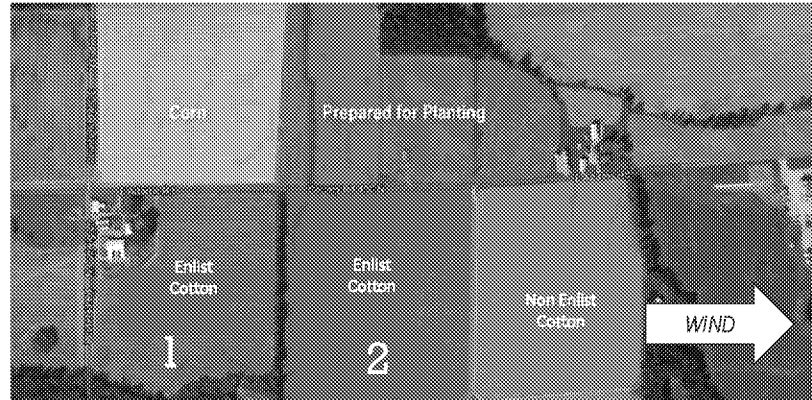 Corn
Prepared for Planting
Enlist
Cotton
Enlist
Cotton
Non Enlist
Cotton
WIND
1
2